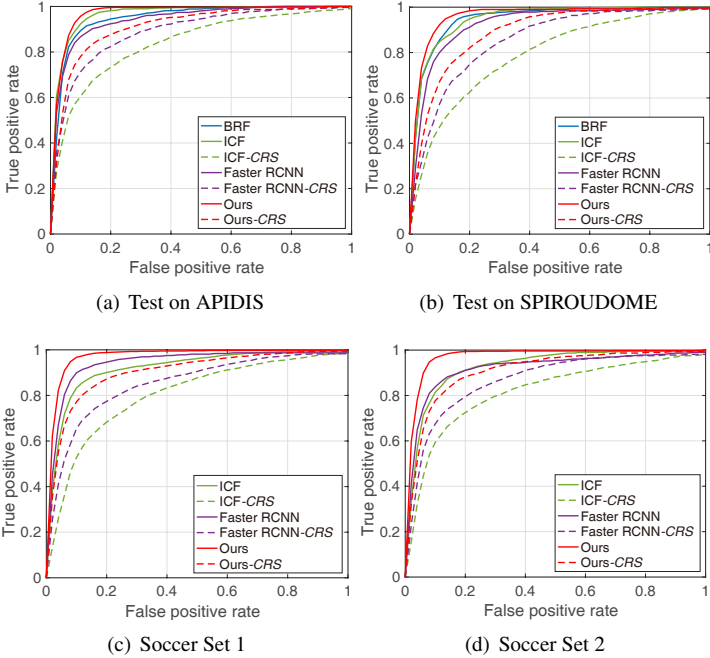 1
0.8
0.6
0.4
0.2
0
True positive rate
BRF
ICF
ICF-CRS
Faster RCNN
Faster RCNN-CRS
Ours
Ours-CRS
0 0.2 0.4 0.6 0.8 1
False positive rate
(a) Test on APIDIS
1
0.8
0.6
0.4
0.2
0
True positive rate
BRF
ICF
ICF-CRS
Faster RCNN
Faster RCNN-CRS
Ours
Ours-CRS
0 0.2 0.4 0.6 0.8 1
False positive rate
(b) Test on SPIROUDOME
1
0.8
0.6
0.4
0.2
0
True positive rate
ICF
ICF-CRS
Faster RCNN
Faster RCNN-CRS
Ours
Ours-CRS
0 0.2 0.4 0.6 0.8 1
False positive rate
(c) Soccer Set 1
1
0.8
0.6
0.4
0.2
0
True positive rate
ICF
ICF-CRS
Faster RCNN
Faster RCNN-CRS
Ours
Ours-CRS
0 0.2 0.4 0.6 0.8 1
False positive rate
(d) Soccer Set 2